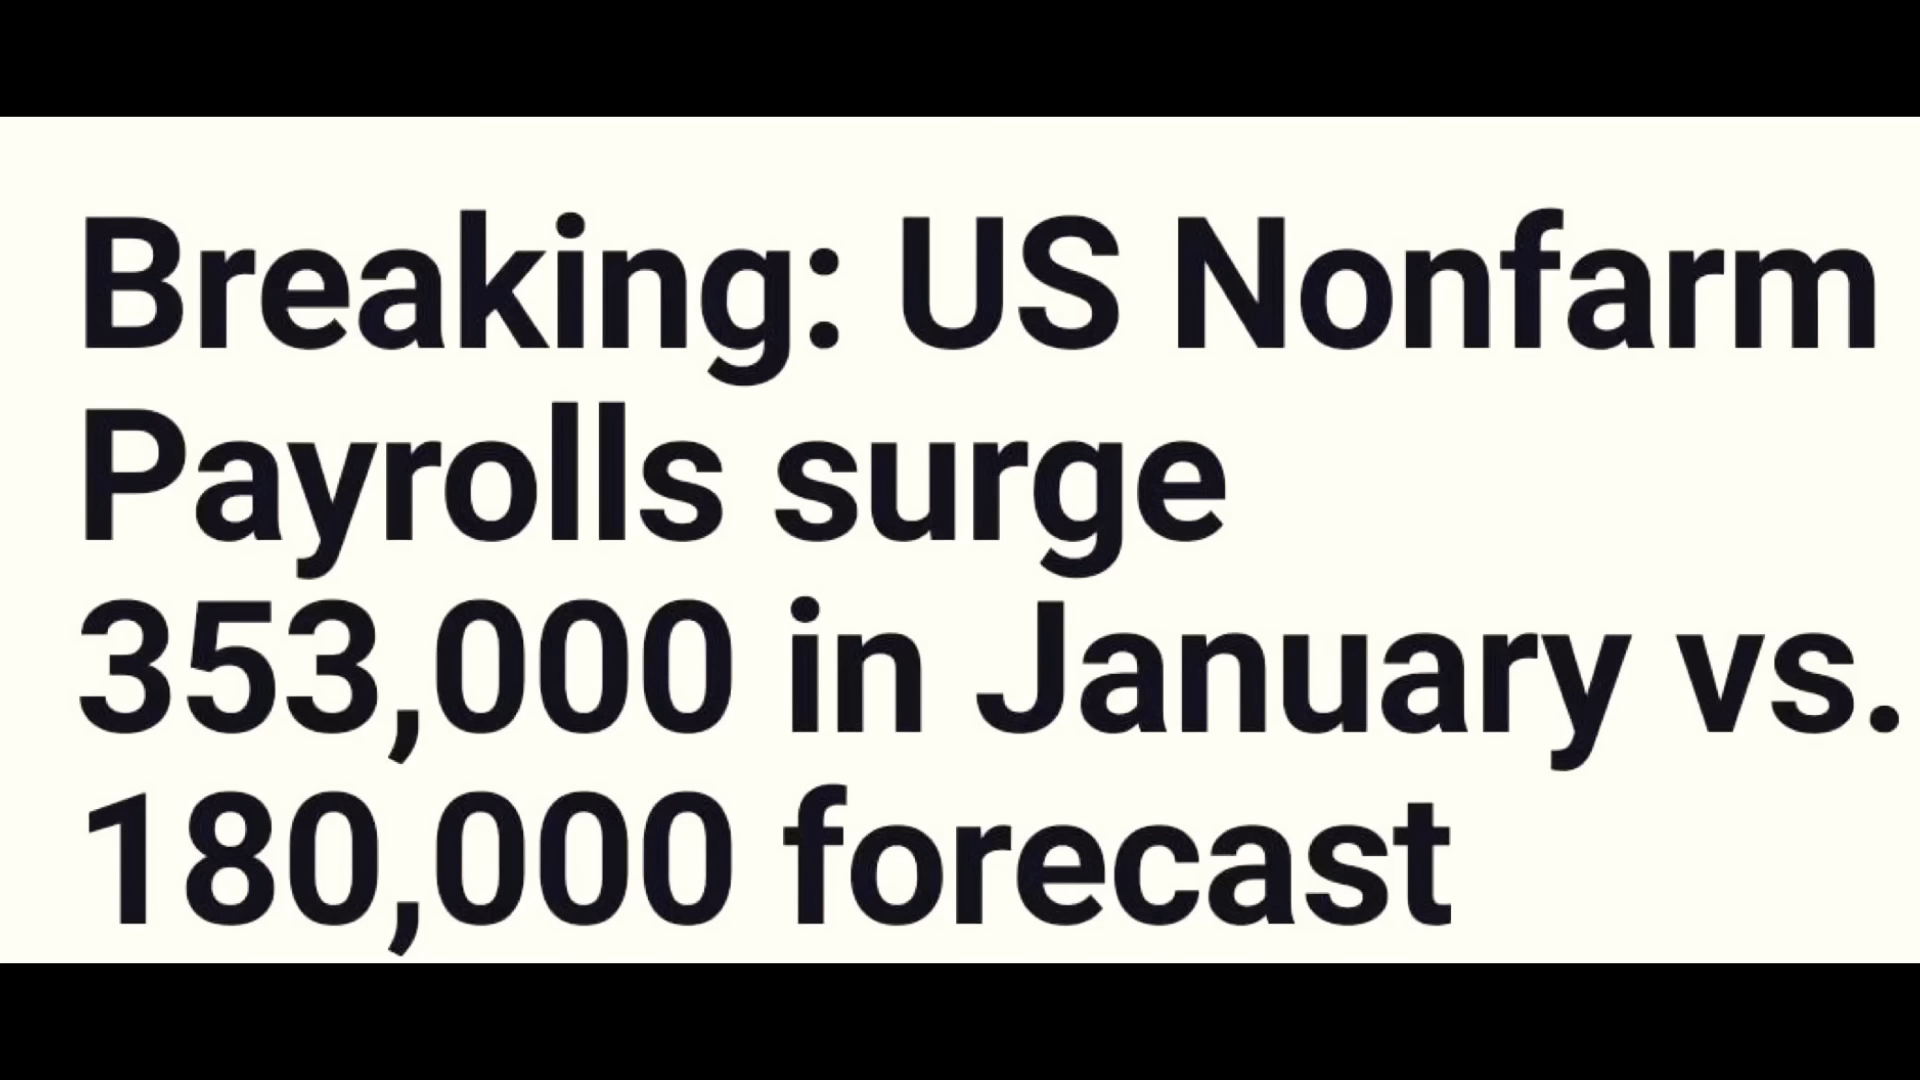 Breaking: US Nonfarm
Payrolls surge
353,000 in January vs.
180,000 forecast